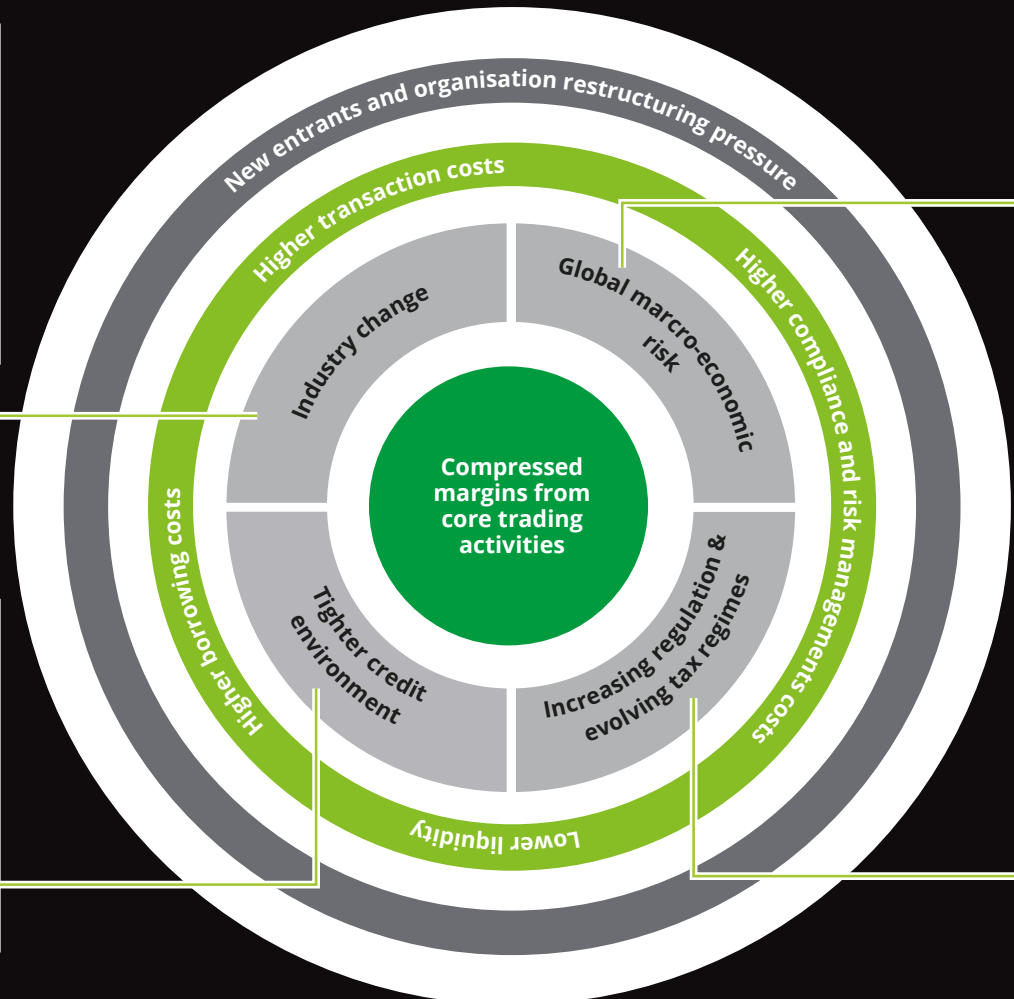 New entrants and organisation restructuring pressure
Higher transaction costs
Higher compliance and risk managements costs
Lower liquidity
Higher borrowing costs
Industry change
Global marcro-economic
risk
Increasing regulation &
evolving tax regimes
Tighter credit
environment
Compressed
margins from
core trading
activities